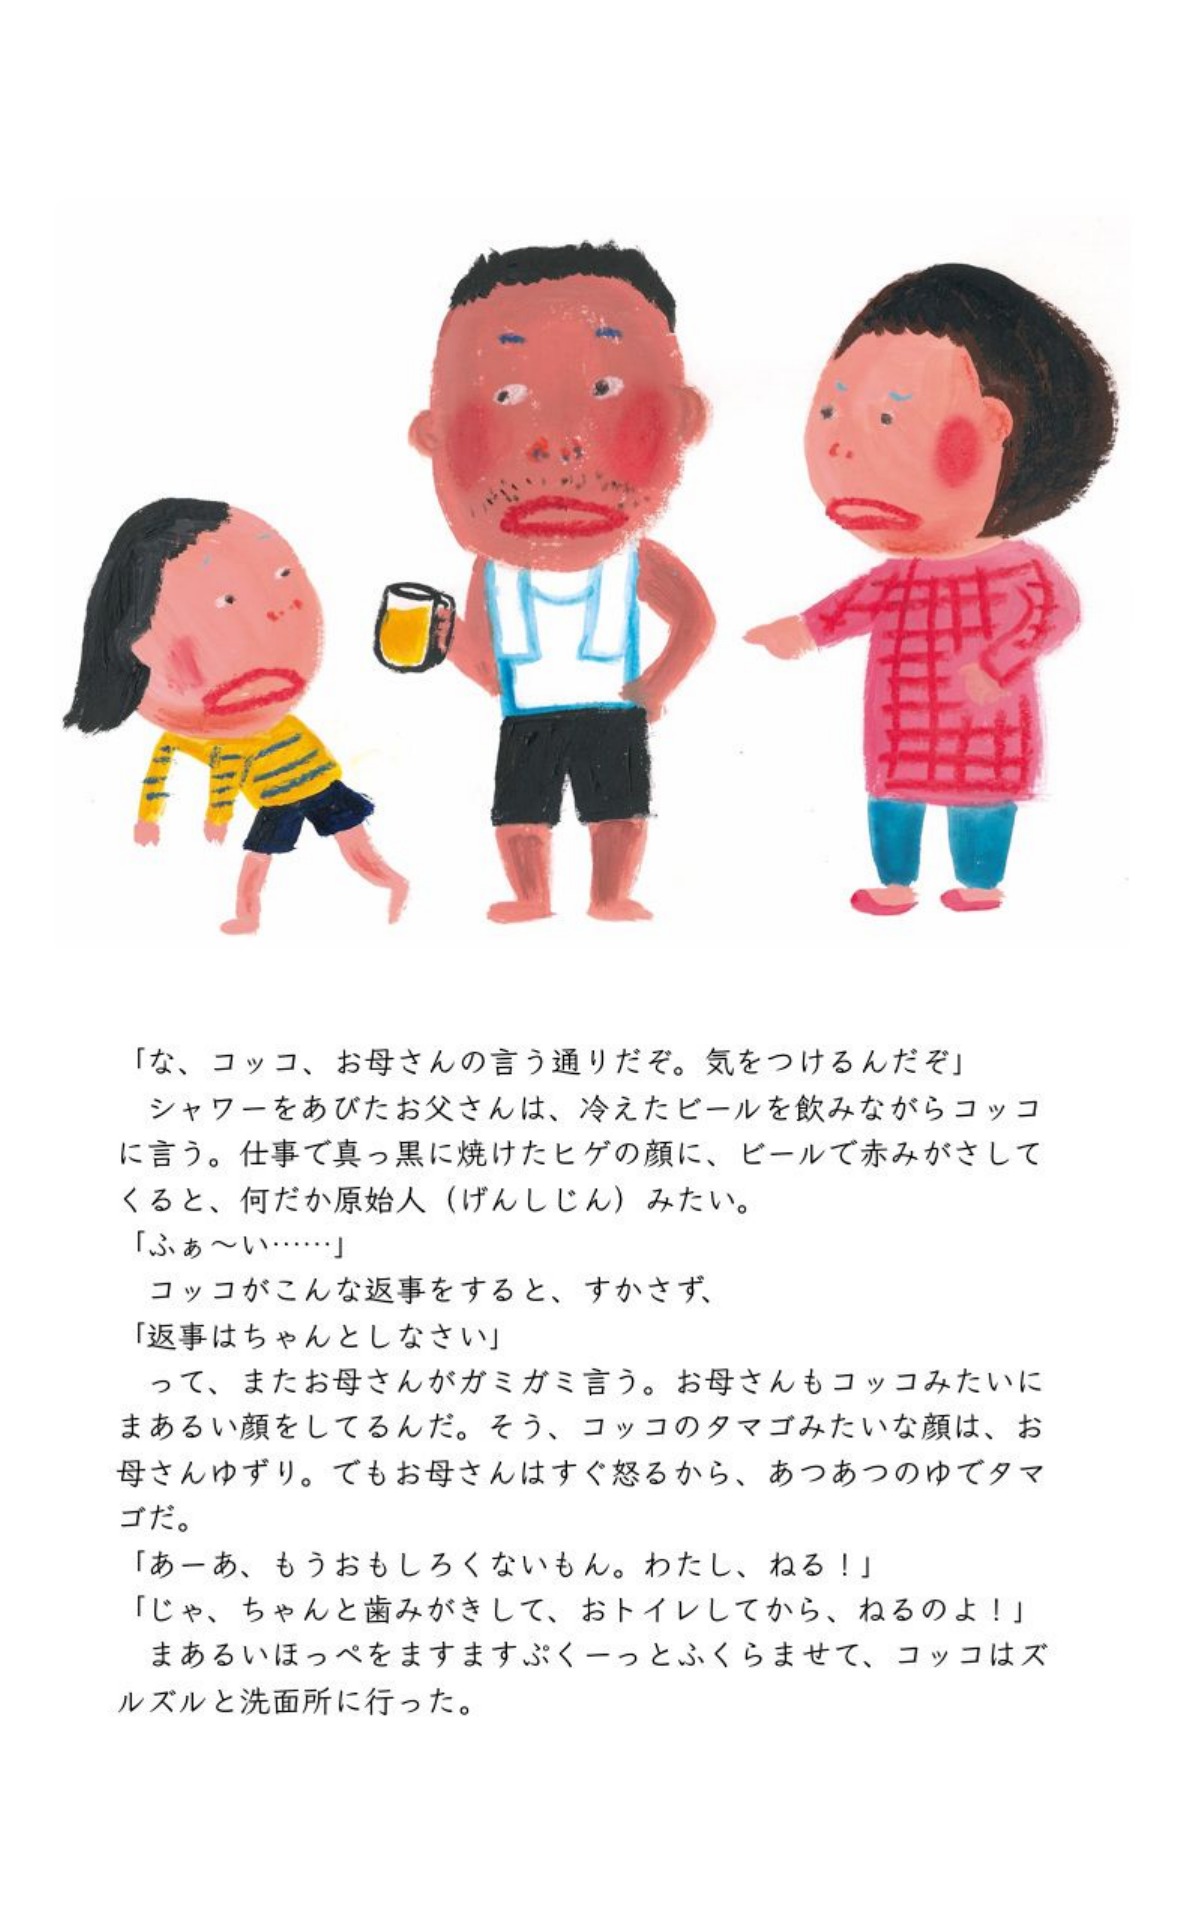 「な、コッコ、お母さんの言う通りだぞ。気をつけるんだぞ」
　シャワーをあびたお父さんは、冷えたビールを飲みながらコッコ
に言う。仕事で真っ黒に焼けたヒゲの顔に、ビールで赤みがさして
くると、何だか原始人（げんしじん）みたい。
「ふぁ〜い……」
　コッコがこんな返事をすると、すかさず、
「返事はちゃんとしなさい」
　って、またお母さんがガミガミ言う。お母さんもコッコみたいに
まあるい顔をしてるんだ。そう、コッコのタマゴみたいな顔は、お
母さんゆずり。でもお母さんはすぐ怒るから、あつあつのゆでタマ
ゴだ。
「あーあ、もうおもしろくないもん。わたし、ねる！」
「じゃ、ちゃんと歯みがきして、おトイレしてから、ねるのよ！」
　まあるいほっぺをますますぷくーっとふくらませて、コッコはズ
ルズルと洗面所に行った。